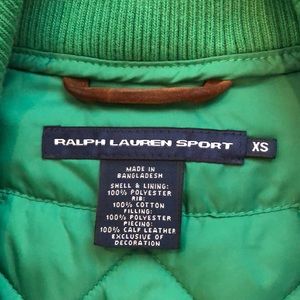 RALPH LAUREN SPORT
XS
MADE IN
BANGLADESH
SHELL & LINING:
100% POLYESTER
RIB:
100% COTTON
FILLING:
100% POLYESTER
PIECING:
100% CALF LEATHER
EXCLUSIVE OF
DECORATION